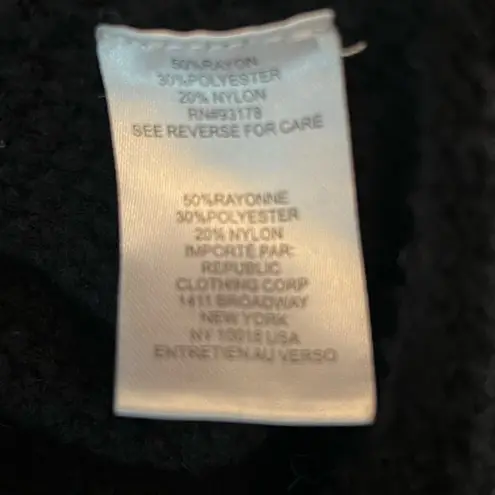 50%RAYON
30%POLYESTER
20% NYLON
RN#93178
SEE REVERSE FOR CARE
50%RAYONNE
30%POLYESTER
20% NYLON
IMPORTÉ PAR:
REPUBLIC
CLOTHING CORP
1411 BROADWAY
NEW YORK
NY 10018 USA
ENTRETIEN AU VERSO